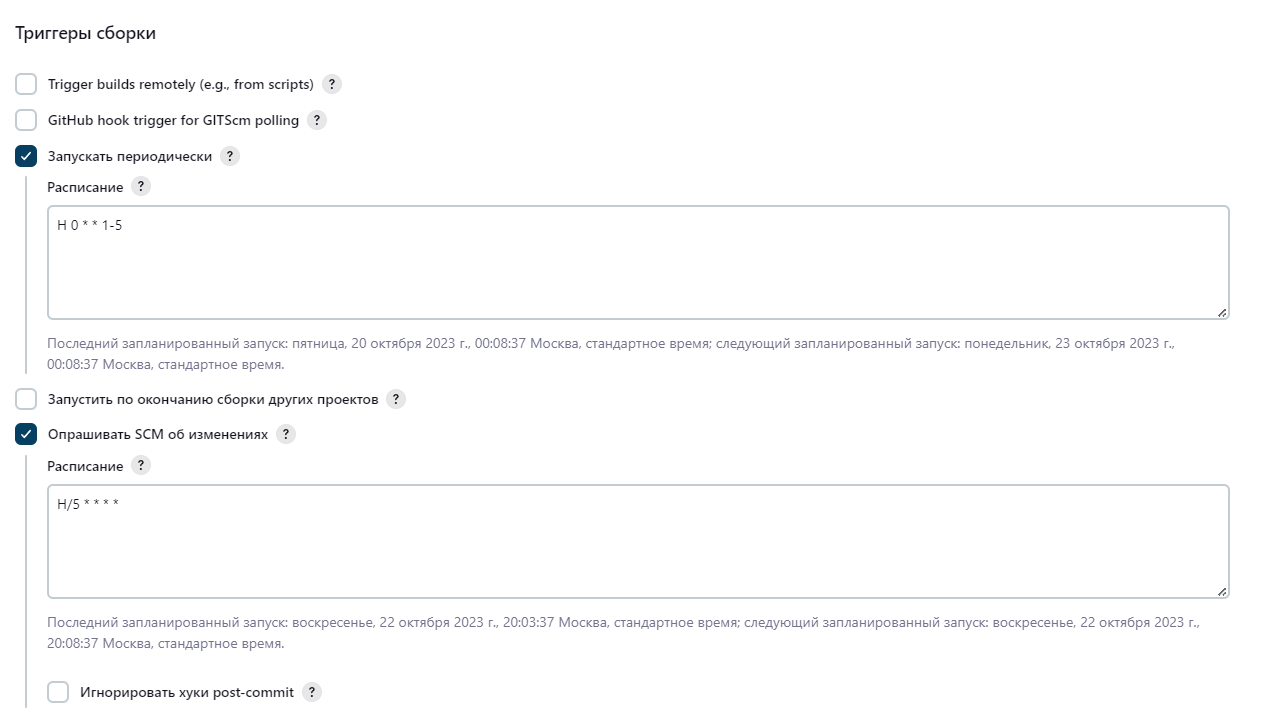 Триггеры сборки
Trigger builds remotely (e.g., from scripts) ?
GitHub hook trigger for GITScm polling ?
Запускать периодически ?
Расписание ?
H 0 * * 1-5
Последний запланированный запуск: пятница, 20 октября 2023 г., 00:08:37 Москва, стандартное время; следующий запланированный запуск: понедельник, 23 октября 2023 г.,
00:08:37 Москва, стандартное время.
Запустить по окончанию сборки других проектов ?
Опрашивать SCM об изменениях ?
Расписание ?
H/5 * * * *
Последний запланированный запуск: воскресенье, 22 октября 2023 г., 20:03:37 Москва, стандартное время; следующий запланированный запуск: воскресенье, 22 октября 2023 г.,
20:08:37 Москва, стандартное время.
Игнорировать хуки post-commit ?